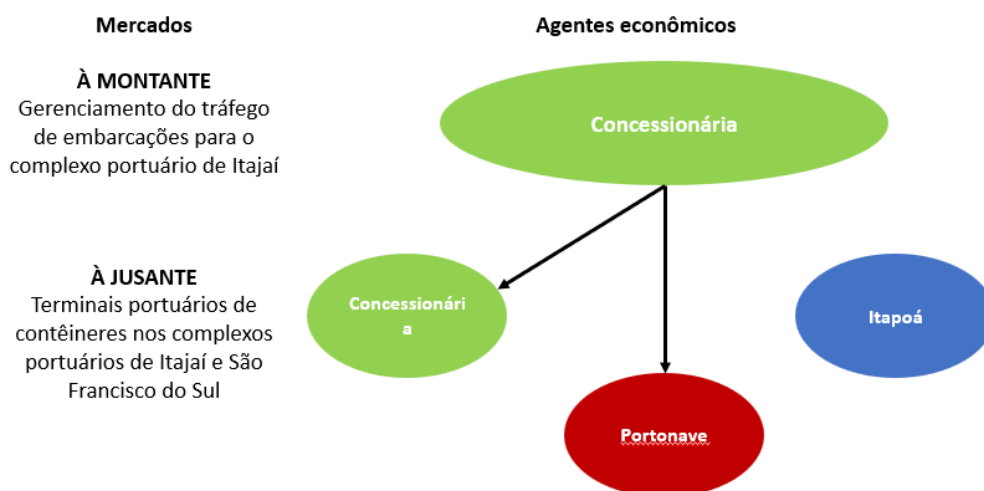 Mercados
Agentes econômicos
À MONTANTE
Gerenciamento do tráfego
de embarcações para o
complexo portuário de Itajaí
Concessionária
À JUSANTE
Terminais portuários de
contêineres nos complexos
portuários de Itajaí e São
Francisco do Sul
Concessionári
a
Itapoá
Portonave